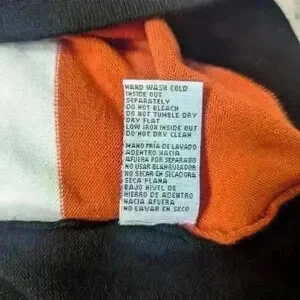 HAND WASH COLD
INSIDE OUT
SEPARATELY
DO NOT BLEACH
DO NOT TUMBLE DRY
DRY FLAT
LOW IRON INSIDE OUT
DO NOT DRY CLEAN
MANO FRÍA DE LAVADO
ADENTRO HACIA
AFUERA POR SEPARADO
NO USAR BLANQUEADOR
NO SECAR EN SECADORA
SECA PLANA
BAJO NIVEL DE
HIERRO DE ADENTRO
HACIA AFUERA
NO LAVAR EN SECO